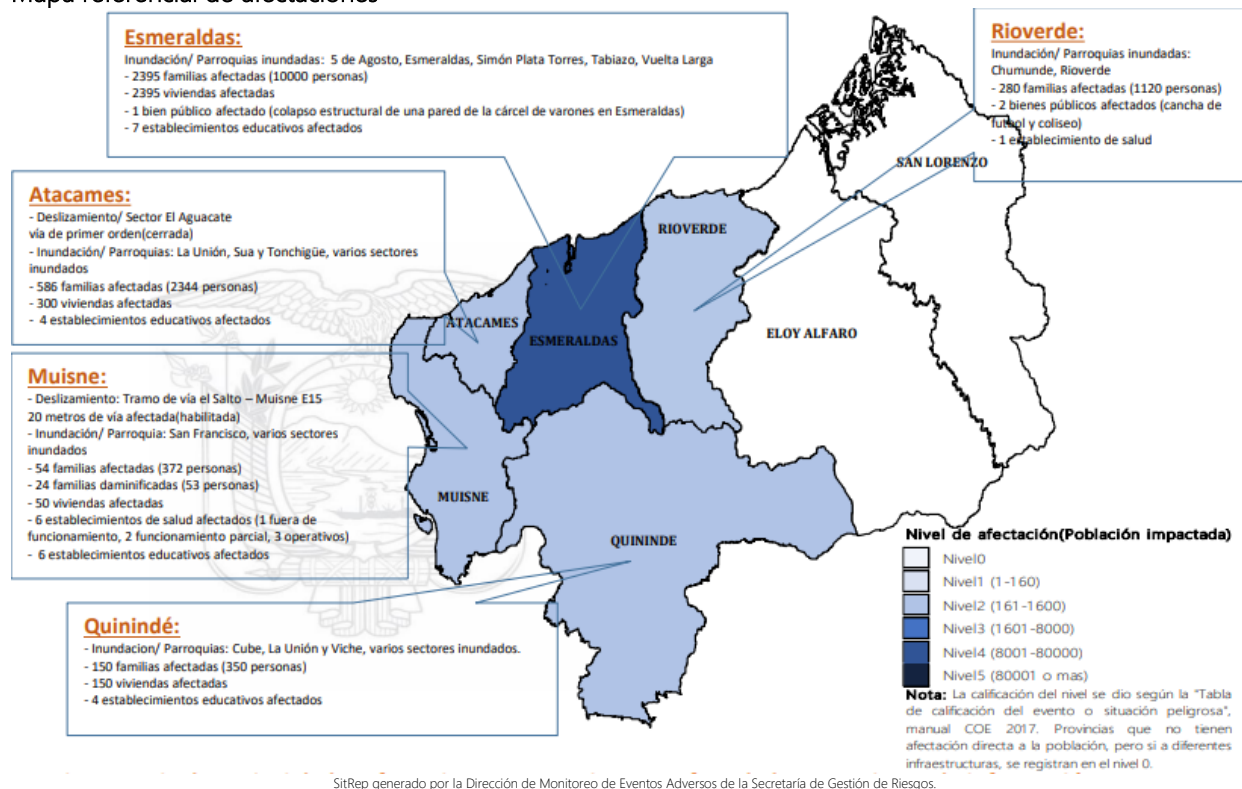 Mapa referencial de afectaciones
Esmeraldas:
Inundación/ Parroquias inundadas: 5 de Agosto, Esmeraldas, Simón Plata Torres, Tabiazo, Vuelta Larga
- 2395 familias afectadas (10000 personas)
- 2395 viviendas afectadas
- 1 bien público afectado (colapso estructural de una pared de la cárcel de varones en Esmeraldas)
- 7 establecimientos educativos afectados
Rioverde:
Inundación/ Parroquias inundadas:
Chumunde, Rioverde
- 280 familias afectadas (1120 personas)
- 2 bienes públicos afectados (cancha de
futbol y coliseo)
- 1 establecimiento de salud
Atacames:
- Deslizamiento/ Sector El Aguacate
vía de primer orden(cerrada)
- Inundación/ Parroquias: La Unión, Sua y Tonchigüe, varios sectores
inundados
- 586 familias afectadas (2344 personas)
- 300 viviendas afectadas
- 4 establecimientos educativos afectados
Muisne:
- Deslizamiento: Tramo de vía el Salto – Muisne E15
20 metros de vía afectada(habilitada)
- Inundación/ Parroquia: San Francisco, varios sectores
inundados
- 54 familias afectadas (372 personas)
- 24 familias daminificadas (53 personas)
- 50 viviendas afectadas
- 6 establecimientos de salud afectados (1 fuera de
funcionamiento, 2 funcionamiento parcial, 3 operativos)
- 6 establecimientos educativos afectados
Quinindé:
- Inundacion/ Parroquias: Cube, La Unión y Viche, varios sectores inundados.
- 150 familias afectadas (350 personas)
- 150 viviendas afectadas
- 4 establecimientos educativos afectados
SAN LORENZO
RIOVERDE
ATACAMES
ESMERALDAS
ELOY ALFARO
MUISNE
QUININDE
Nivel de afectación(Población impactada)
Nivel0
Nivel1 (1-160)
Nivel2 (161-1600)
Nivel3 (1601-8000)
Nivel4 (8001-80000)
Nivel5 (80001 o mas)
Nota: La calificación del nivel se dio según la "Tabla
de calificación del evento o situación peligrosa",
manual COE 2017. Provincias que no tienen
afectación directa a la población, pero si a diferentes
infraestructuras, se registran en el nivel 0.
SitRep generado por la Dirección de Monitoreo de Eventos Adversos de la Secretaría de Gestión de Riesgos.